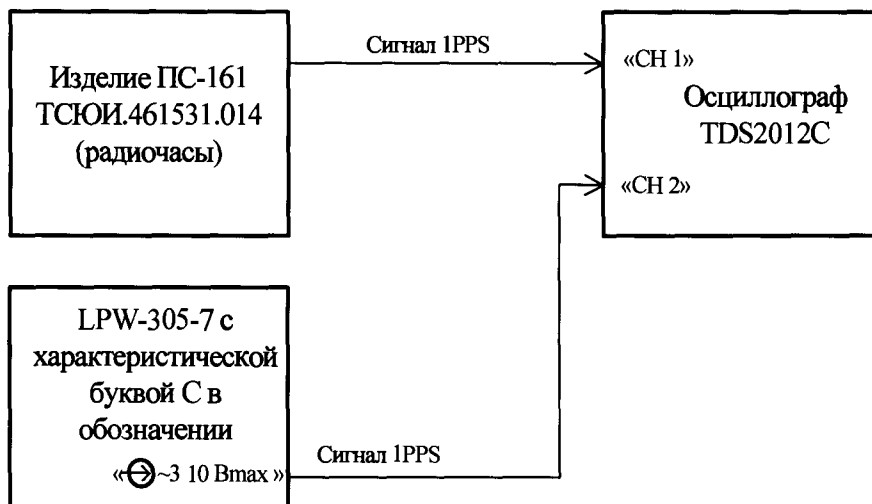 Изделие ПС-161
ТСЮИ.461531.014
(радиочасы)
Сигнал 1PPS
«CH 1»
Осциллограф
TDS2012C
«CH 2»
LPW-305-7 с
характеристической
буквой С в
обозначении
«~3 10 Bmax »
Сигнал 1PPS